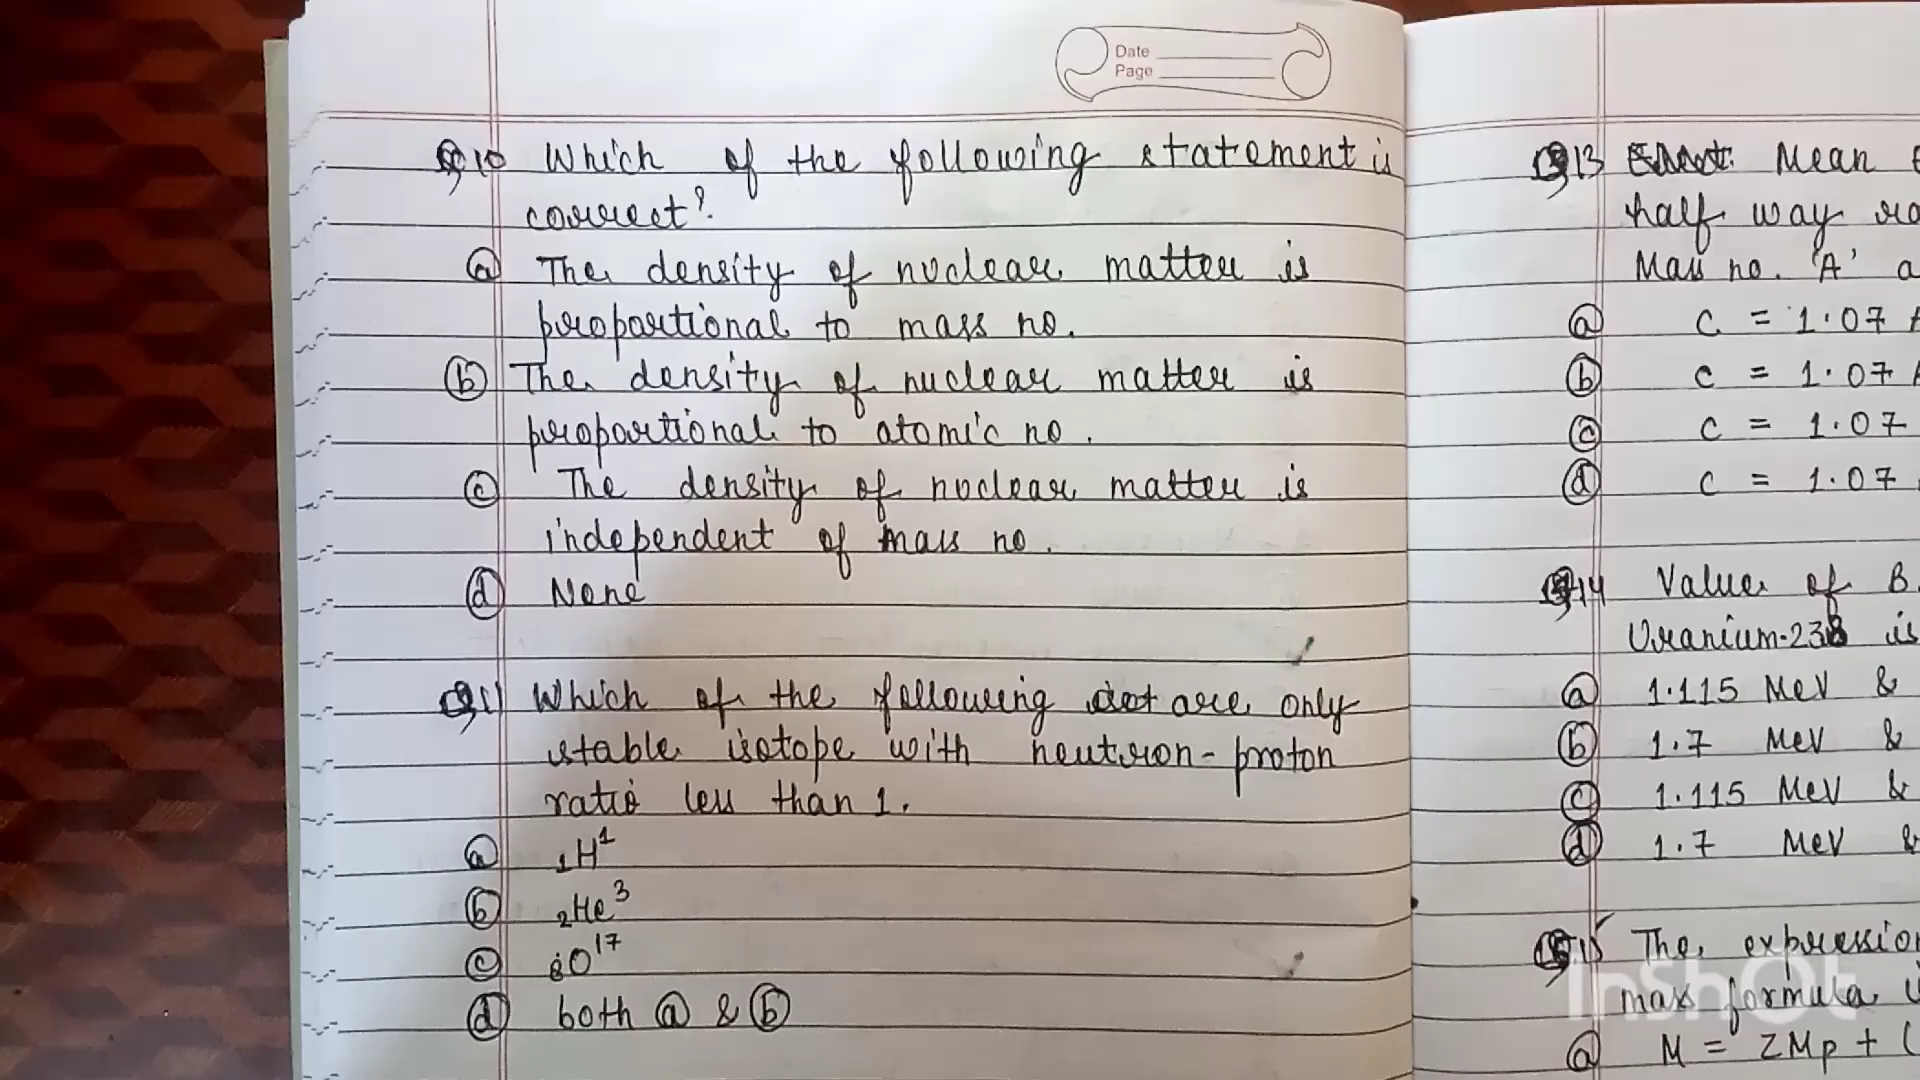 Date
Page
Q10 Which of the following statement is
correct?
(a) The density of nuclear matter is
proportional to mass no.
(b) The density of nuclear matter is
proportional to atomic no.
(c) The density of nuclear matter is
independent of mass no.
(d) None
Q11 Which of the following set are only
stable isotope with neutron-proton
ratio less than 1.
(a) ₁H¹
(b) ₂He³
(c) ₈O¹⁷
(d) both (a) & (b)
Q13 Mean
half way
Mass no. 'A' a
(a) C = 1.07 A
(b) C = 1.07 A
(c) C = 1.07
(d) C = 1.07
Q14 Value of B.
Uranium-238 is
(a) 1.115 MeV &
(b) 1.7 MeV &
(c) 1.115 MeV &
(d) 1.7 MeV &
Q15 The expression
mass formula i
(a) M = ZMp + (
InShOt